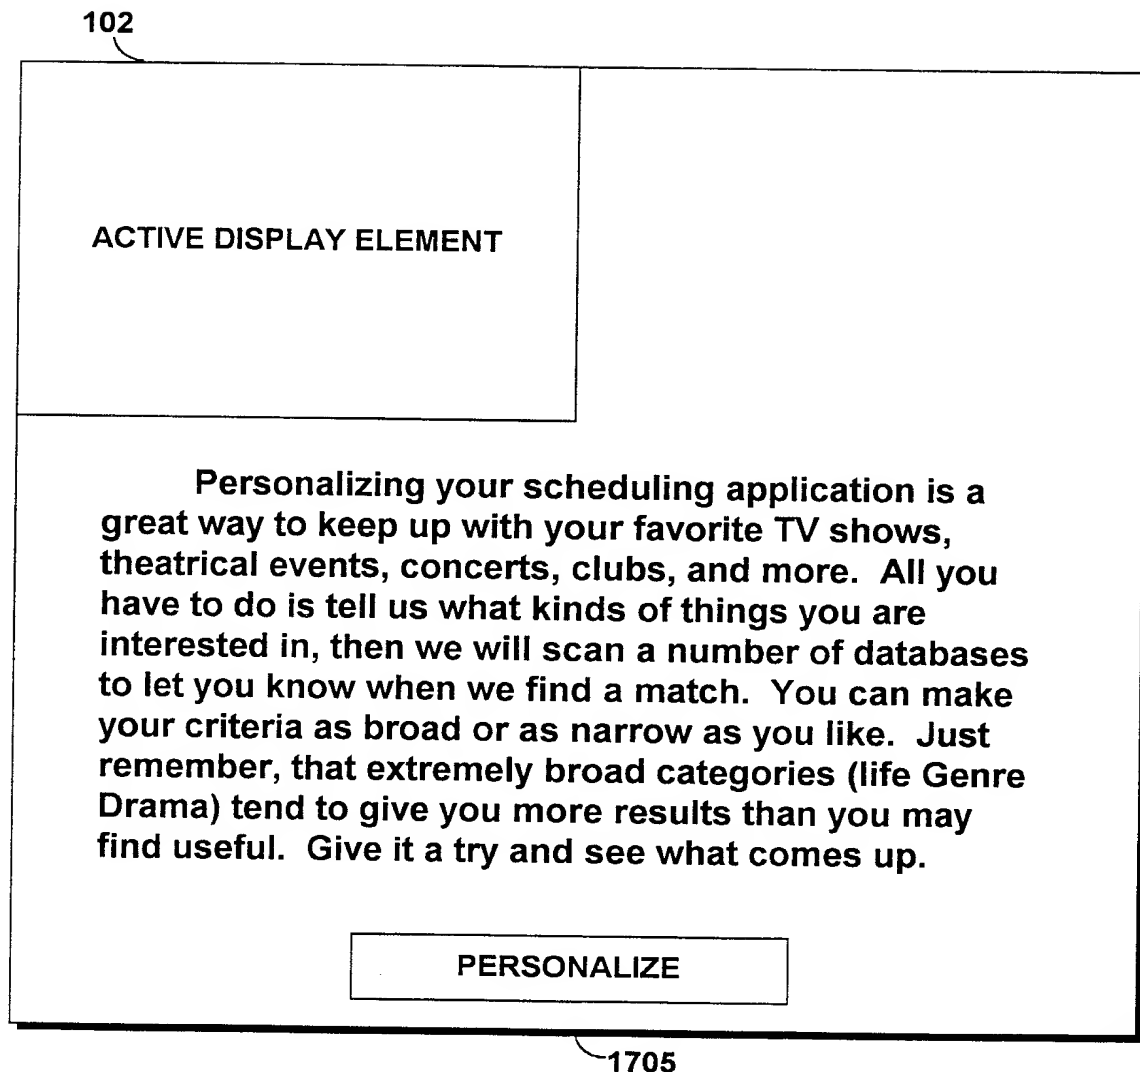 102
ACTIVE DISPLAY ELEMENT
Personalizing your scheduling application is a
great way to keep up with your favorite TV shows,
theatrical events, concerts, clubs, and more. All you
have to do is tell us what kinds of things you are
interested in, then we will scan a number of databases
to let you know when we find a match. You can make
your criteria as broad or as narrow as you like. Just
remember, that extremely broad categories (life Genre
Drama) tend to give you more results than you may
find useful. Give it a try and see what comes up.
PERSONALIZE
1705